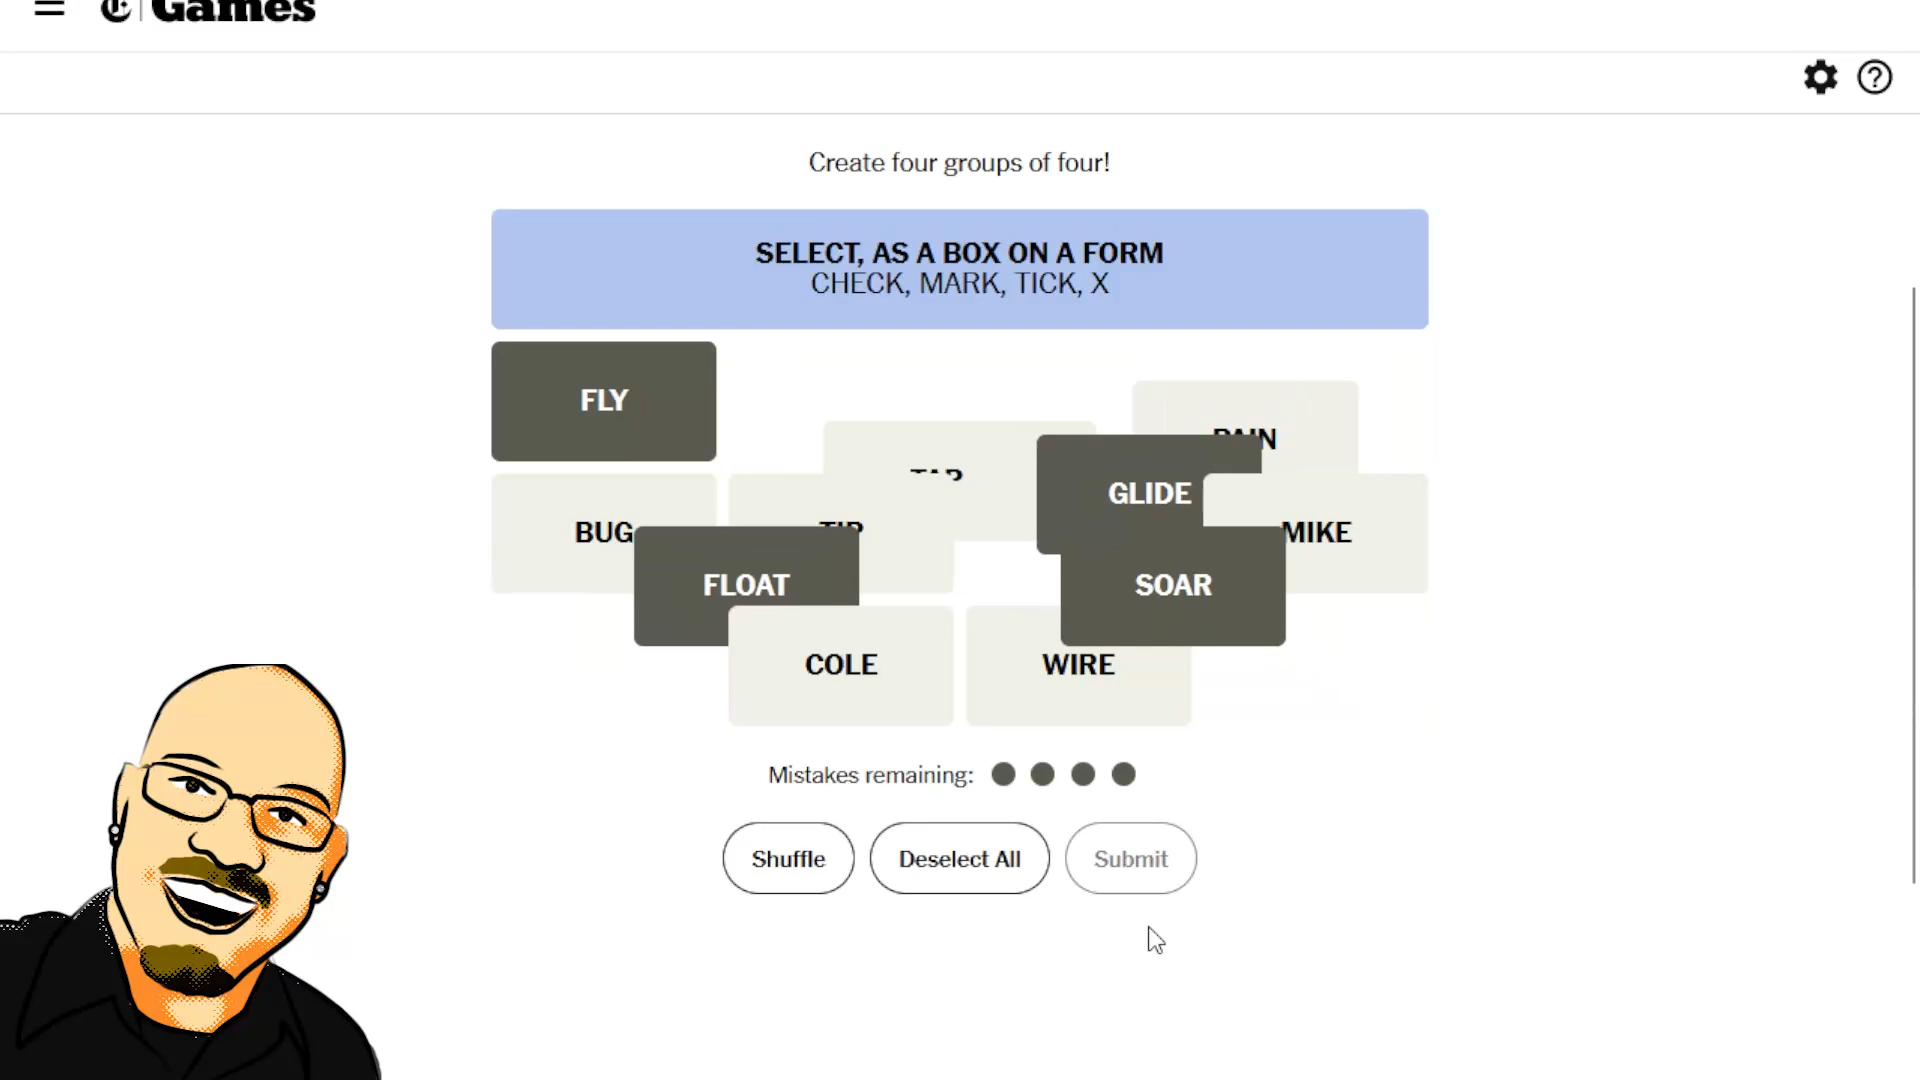 Games
Create four groups of four!
SELECT, AS A BOX ON A FORM
CHECK, MARK, TICK, X
FLY
GLIDE
BUG
MIKE
FLOAT
SOAR
COLE
WIRE
Mistakes remaining:
Shuffle
Deselect All
Submit